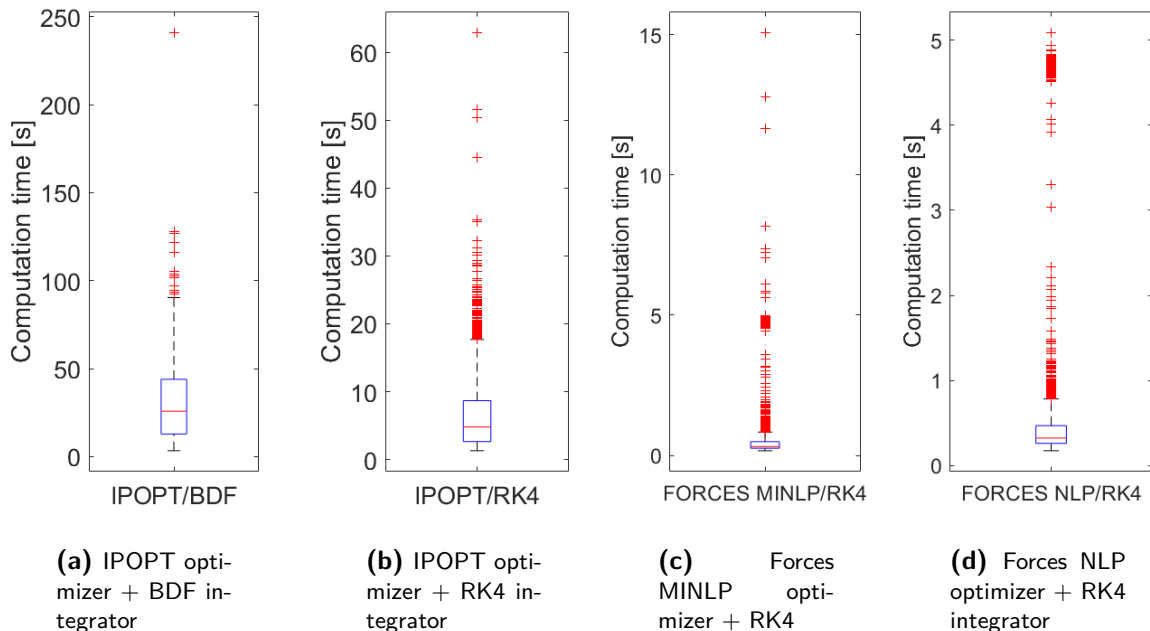 Computation time [s]
250
200
150
100
50
0
IPOPT/BDF
Computation time [s]
60
50
40
30
20
10
0
IPOPT/RK4
Computation time [s]
15
10
5
0
FORCES MINLP/RK4
Computation time [s]
5
4
3
2
1
0
FORCES NLP/RK4
(a) IPOPT opti-
mizer + BDF in-
tegrator
(b) IPOPT opti-
mizer + RK4 in-
tegrator
(c) Forces
MINLP opti-
mizer + RK4
(d) Forces NLP
optimizer + RK4
integrator